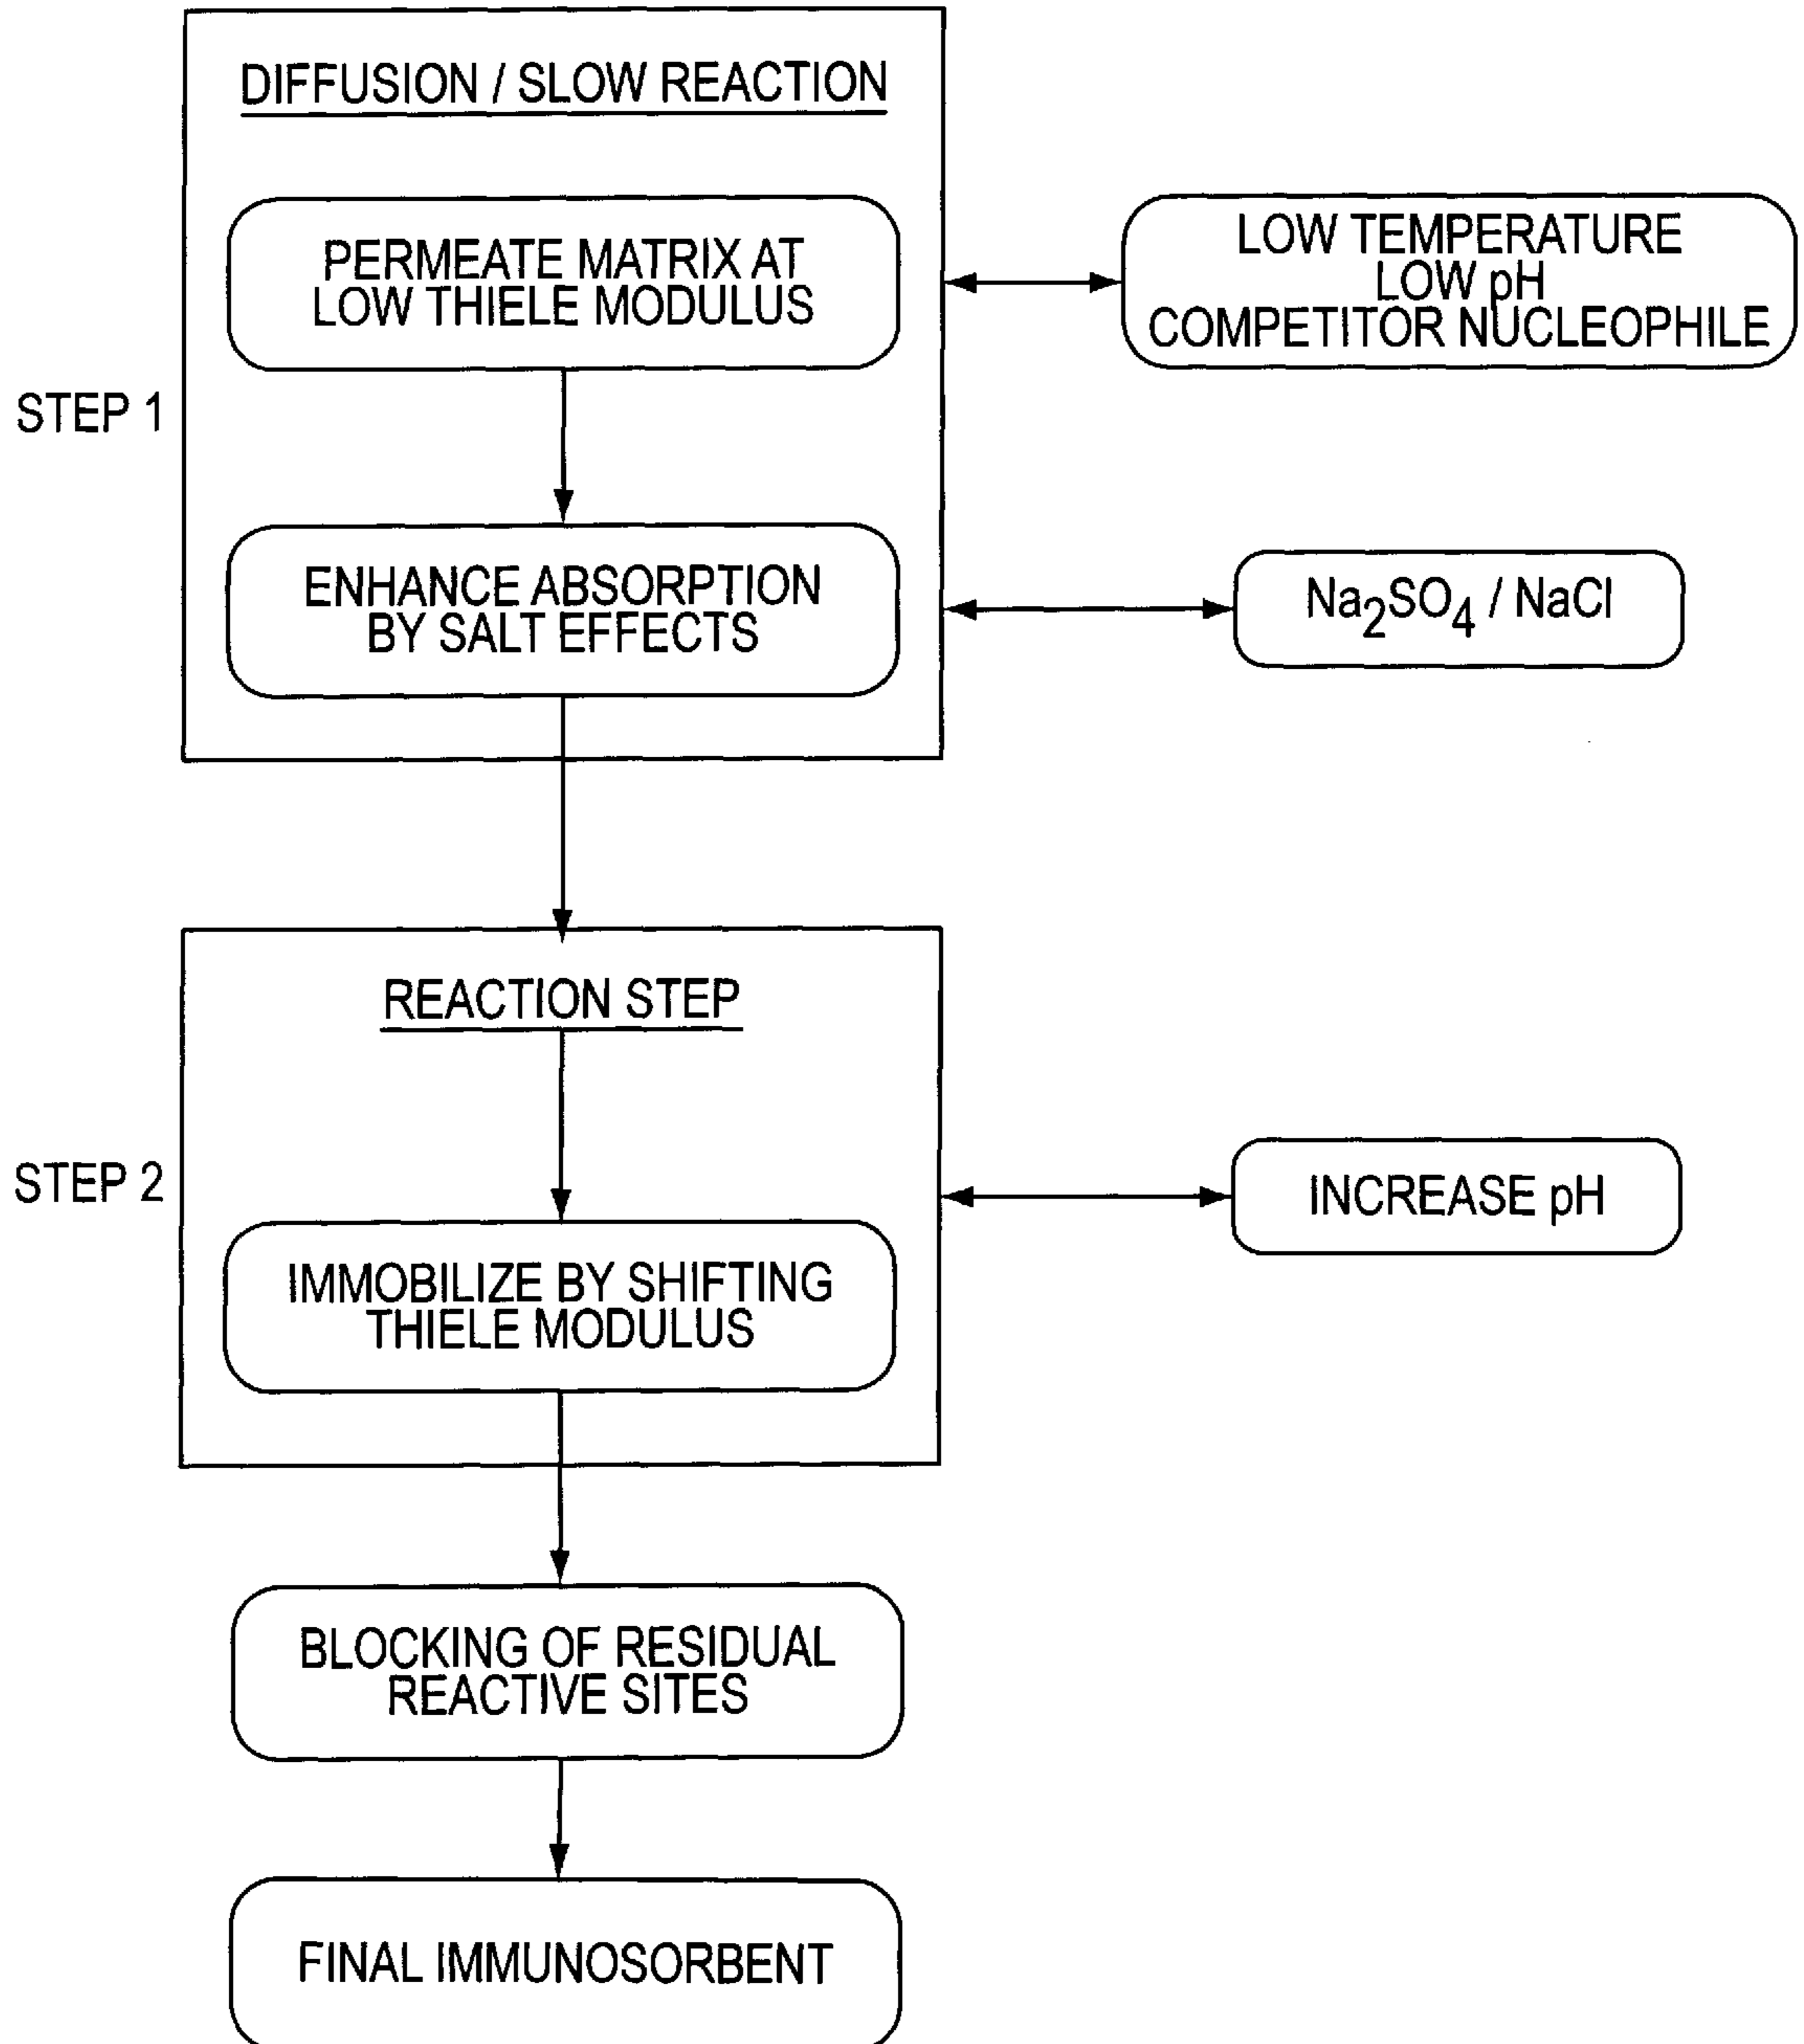 DIFFUSION / SLOW REACTION
PERMEATE MATRIX AT
LOW THIELE MODULUS
LOW TEMPERATURE
LOW pH
COMPETITOR NUCLEOPHILE
STEP 1
ENHANCE ABSORPTION
BY SALT EFFECTS
Na2SO4 / NaCl
REACTION STEP
STEP 2
INCREASE pH
IMMOBILIZE BY SHIFTING
THIELE MODULUS
BLOCKING OF RESIDUAL
REACTIVE SITES
FINAL IMMUNOSORBENT